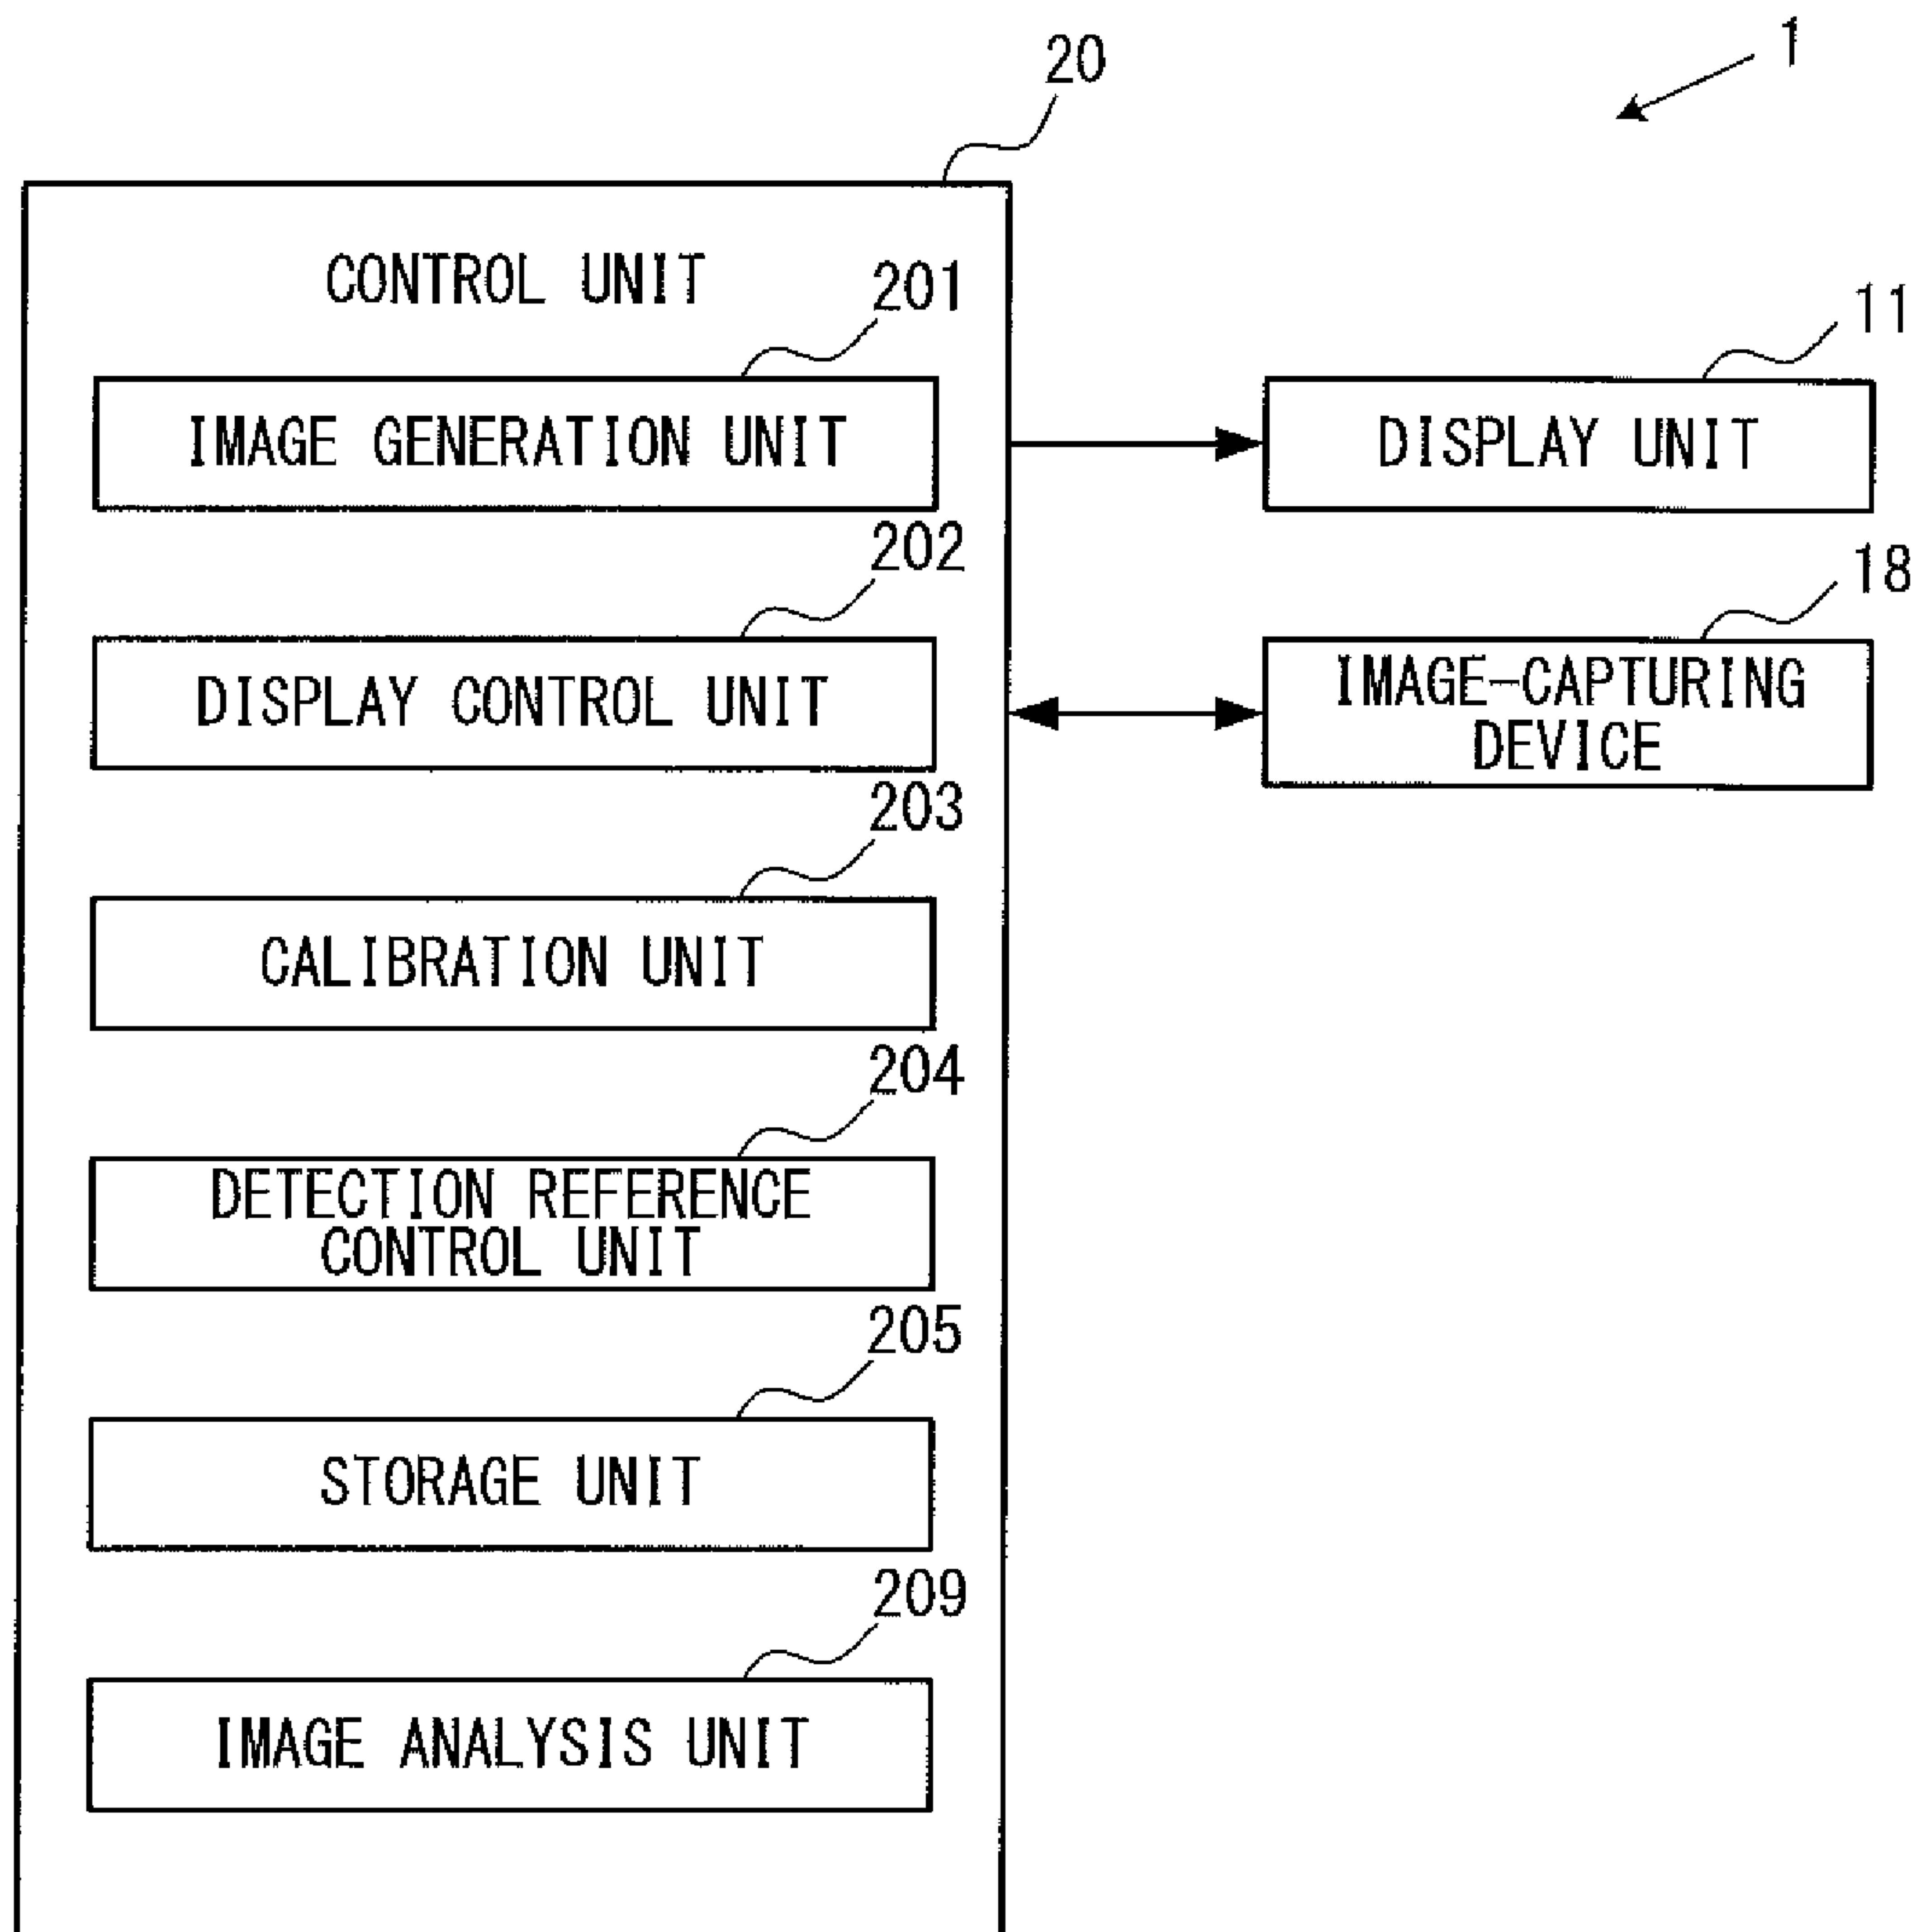 1
20
CONTROL UNIT
201
IMAGE GENERATION UNIT
11
DISPLAY UNIT
202
DISPLAY CONTROL UNIT
18
IMAGE-CAPTURING
DEVICE
203
CALIBRATION UNIT
204
DETECTION REFERENCE
CONTROL UNIT
205
STORAGE UNIT
209
IMAGE ANALYSIS UNIT